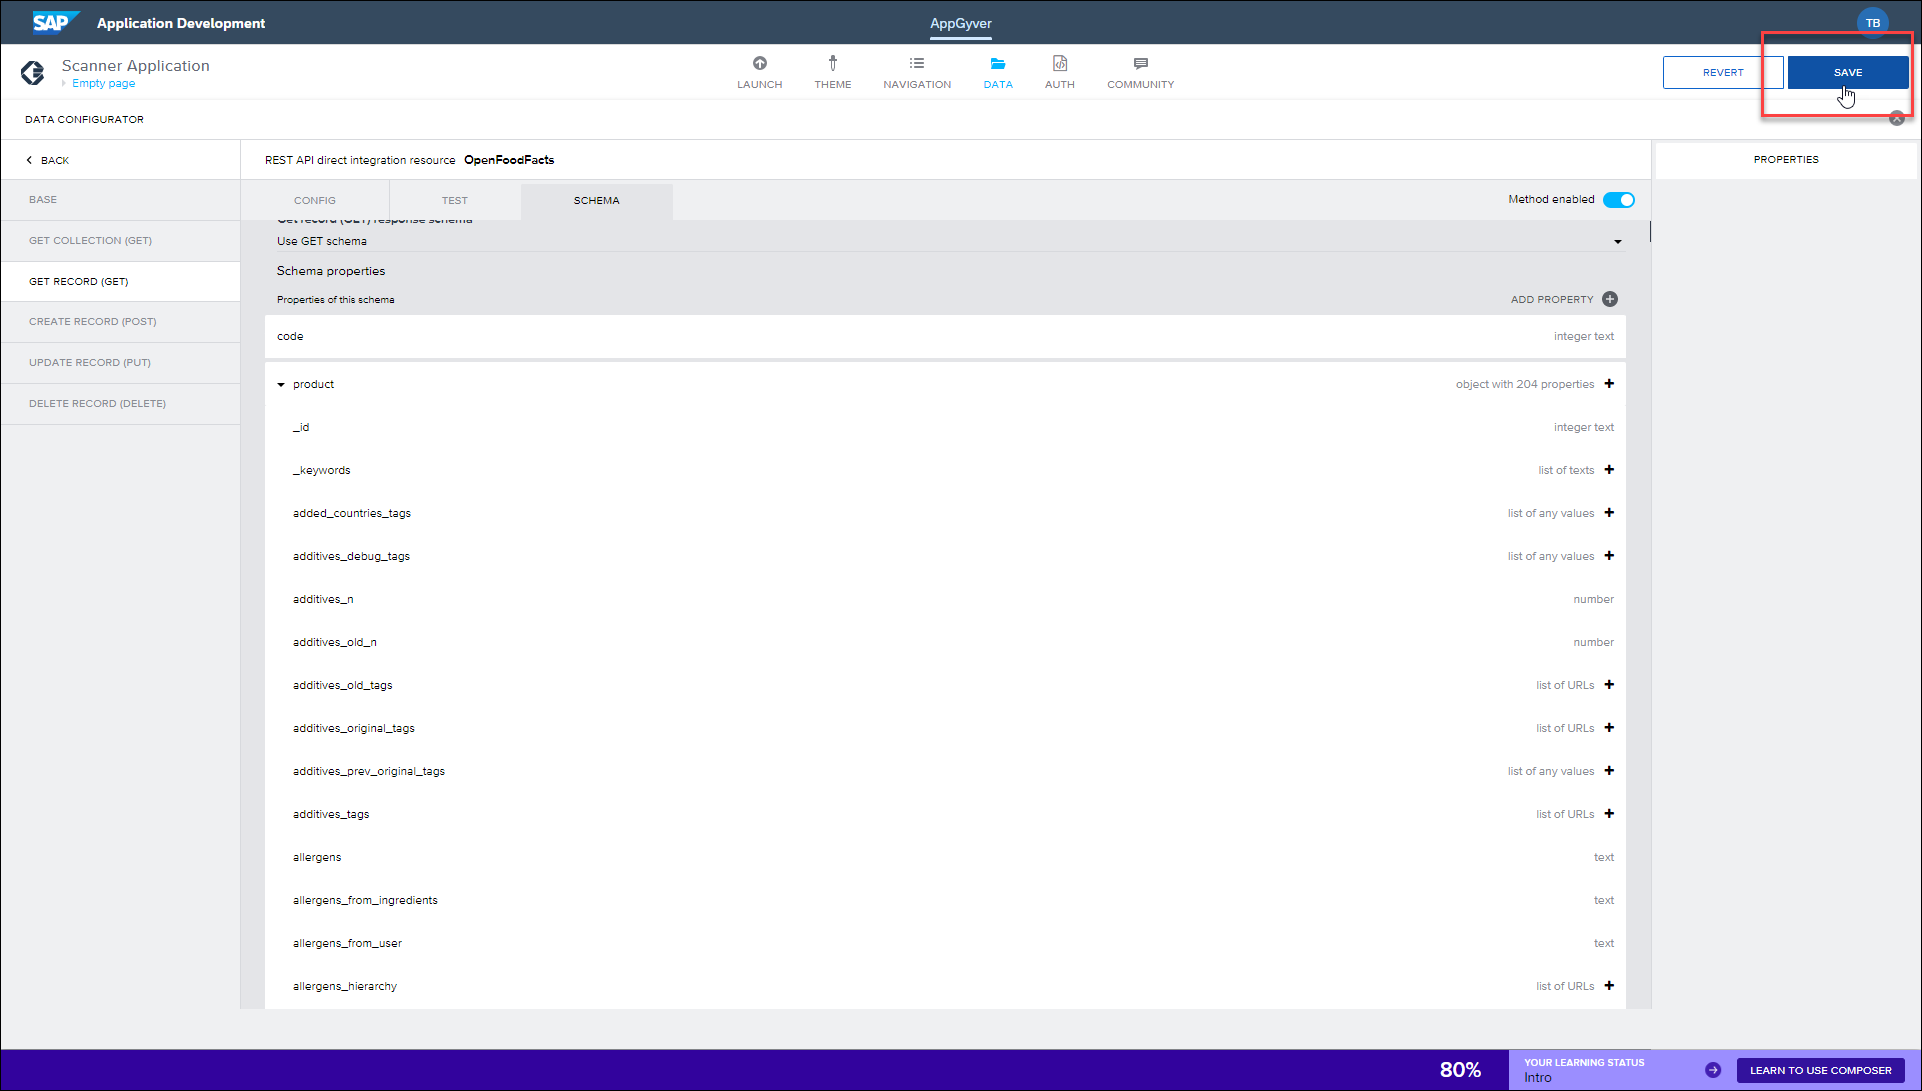 SAP Application Development
AppGyver
TB
Scanner Application
Empty page
LAUNCH
THEME
NAVIGATION
DATA
AUTH
COMMUNITY
REVERT
SAVE
DATA CONFIGURATOR
BACK
REST API direct integration resource OpenFoodFacts
PROPERTIES
BASE
GET COLLECTION (GET)
GET RECORD (GET)
CREATE RECORD (POST)
UPDATE RECORD (PUT)
DELETE RECORD (DELETE)
CONFIG
TEST
SCHEMA
Method enabled
Get record (GET) response schema
Use GET schema
Schema properties
Properties of this schema
ADD PROPERTY
code integer text
product object with 204 properties
_id integer text
_keywords list of texts
added_countries_tags list of any values
additives_debug_tags list of any values
additives_n number
additives_old_n number
additives_old_tags list of URLs
additives_original_tags list of URLs
additives_prev_original_tags list of any values
additives_tags list of URLs
allergens text
allergens_from_ingredients text
allergens_from_user text
allergens_hierarchy list of URLs
80%
YOUR LEARNING STATUS
Intro
LEARN TO USE COMPOSER